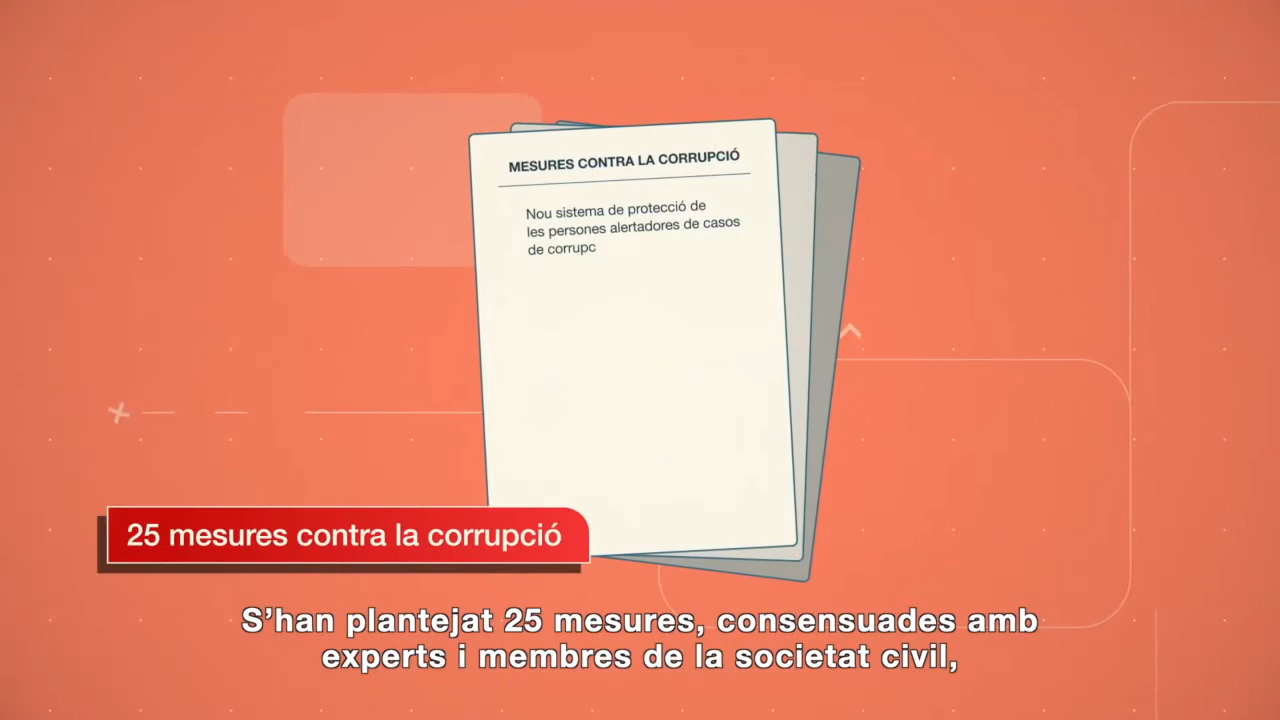 MESURES CONTRA LA CORRUPCIÓ
Nou sistema de protecció de
les persones alertadores de casos
de corrupc
25 mesures contra la corrupció
S’han plantejat 25 mesures, consensuades amb
experts i membres de la societat civil,